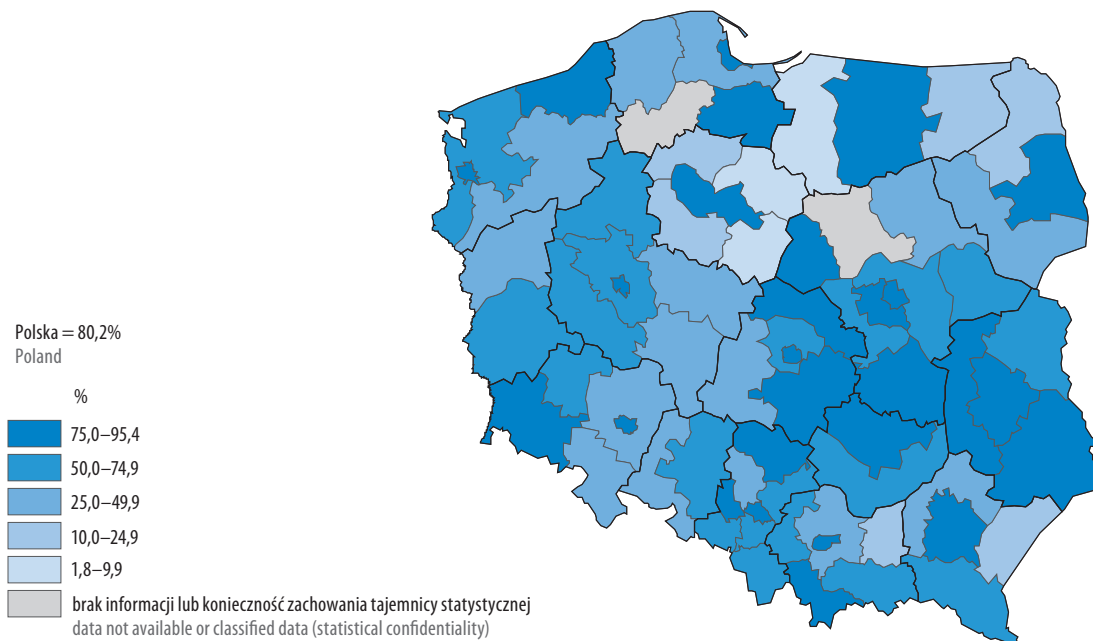 Polska = 80,2%
Poland
%
75,0–95,4
50,0–74,9
25,0–49,9
10,0–24,9
1,8–9,9
brak informacji lub konieczność zachowania tajemnicy statystycznej
data not available or classified data (statistical confidentiality)